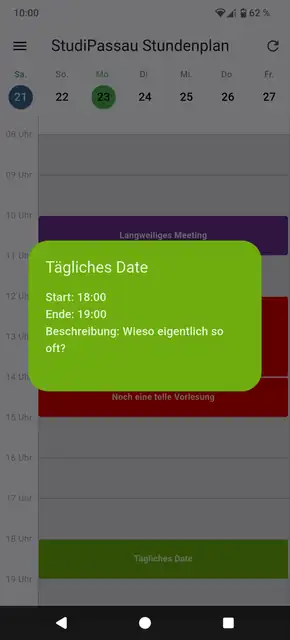 10:00
62 %
StudiPassau Stundenplan
Sa. So. Mo. Di Mi. Do Fr.
21 22 23 24 25 26 27
08 Uhr
09 Uhr
10 Uhr
Langweiliges Meeting
11 Uhr
Tägliches Date
12 Uhr
Start: 18:00
Ende: 19:00
Beschreibung: Wieso eigentlich so
13 Uhr
oft?
14 Uhr
Noch eine tolle Vorlesung
15 Uhr
16 Uhr
17 Uhr
18 Uhr
Tägliches Date
19 Uhr